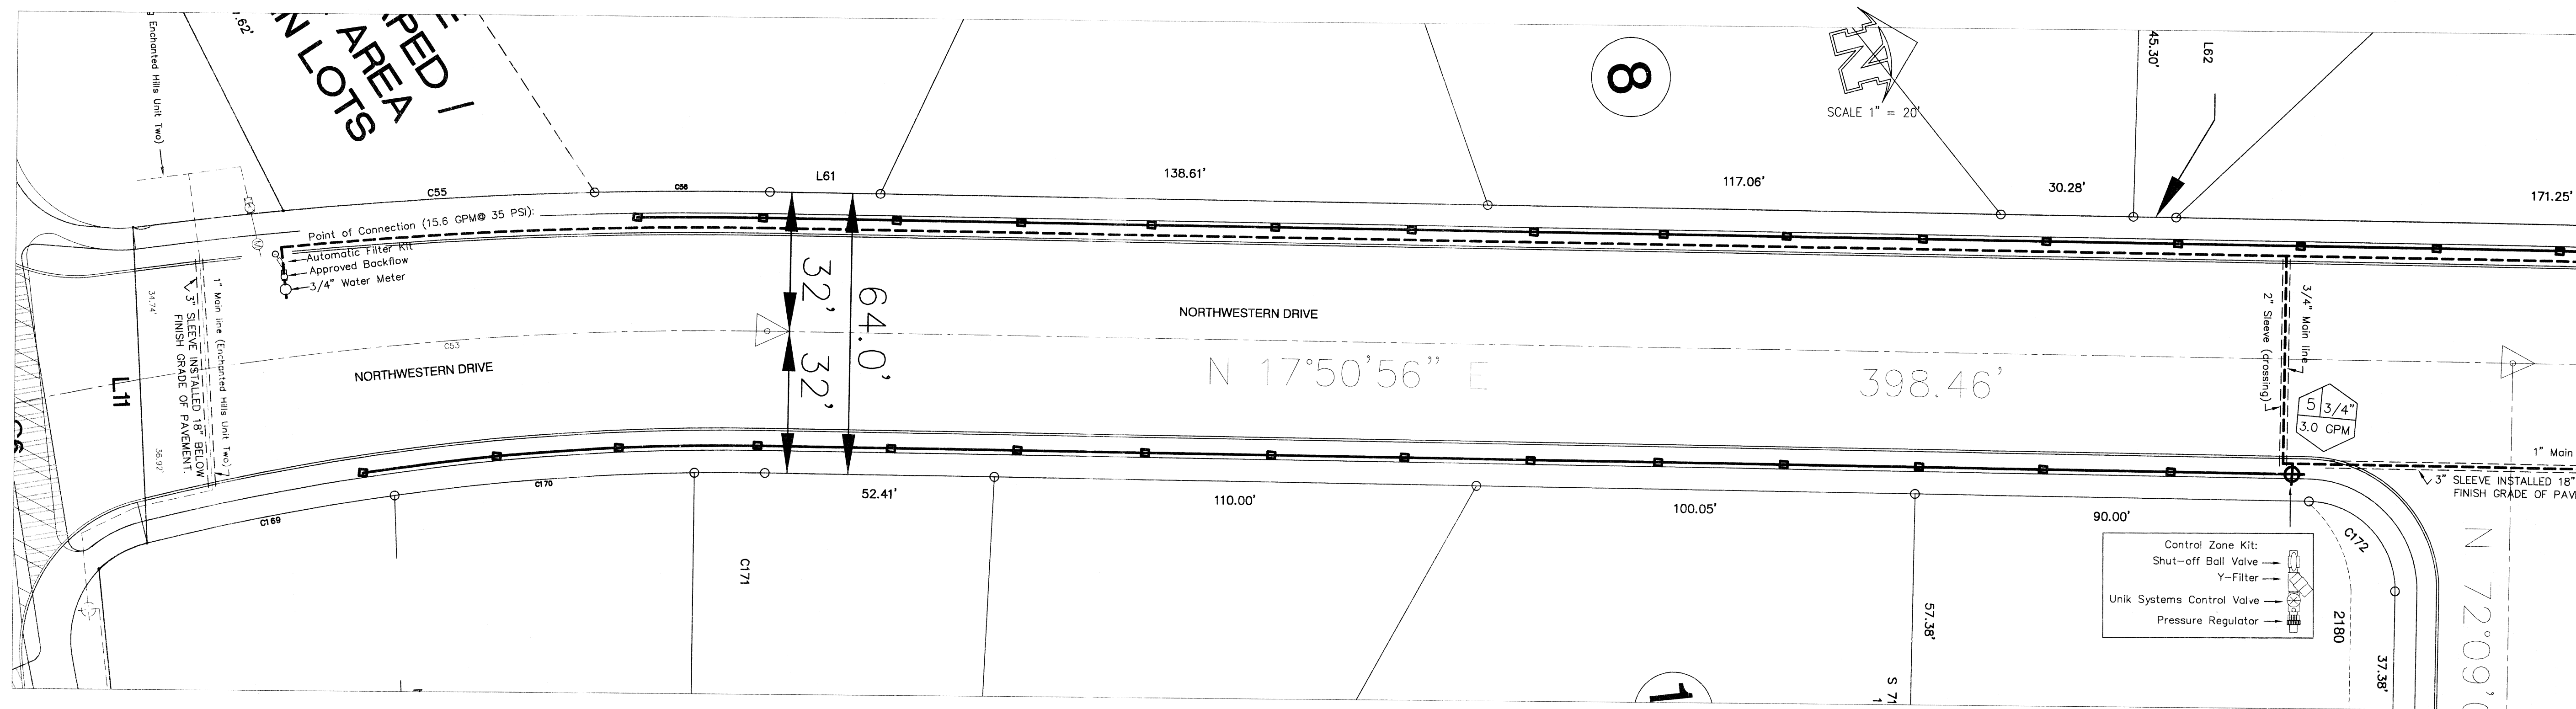 .62'
PED /
AREA
N LOTS
Enchanted Hills Unit Two)
C55
C56
L61
138.61'
8
117.06'
N
SCALE 1" = 20'
30.28'
45.30'
L62
171.25'
Point of Connection (15.6 GPM@ 35 PSI):
Automatic Filter Kit
Approved Backflow
3/4" Water Meter
34.74'
36.92'
L11
3" SLEEVE INSTALLED 18" BELOW
FINISH GRADE OF PAVEMENT.
1" Main line (Enchanted Hills Unit Two)
C53
NORTHWESTERN DRIVE
32'
32'
64.0'
NORTHWESTERN DRIVE
N 17°50'56" E
398.46'
2" Sleeve (crossing)
3/4" Main line
5 3/4"
3.0 GPM
1" Main
3" SLEEVE INSTALLED 18"
FINISH GRADE OF PAV
C169
C170
C171
52.41'
110.00'
100.05'
90.00'
57.38'
S 71
1
1
Control Zone Kit:
Shut-off Ball Valve
Y-Filter
Unik Systems Control Valve
Pressure Regulator
C172
2180
37.38'
N 72°09'0